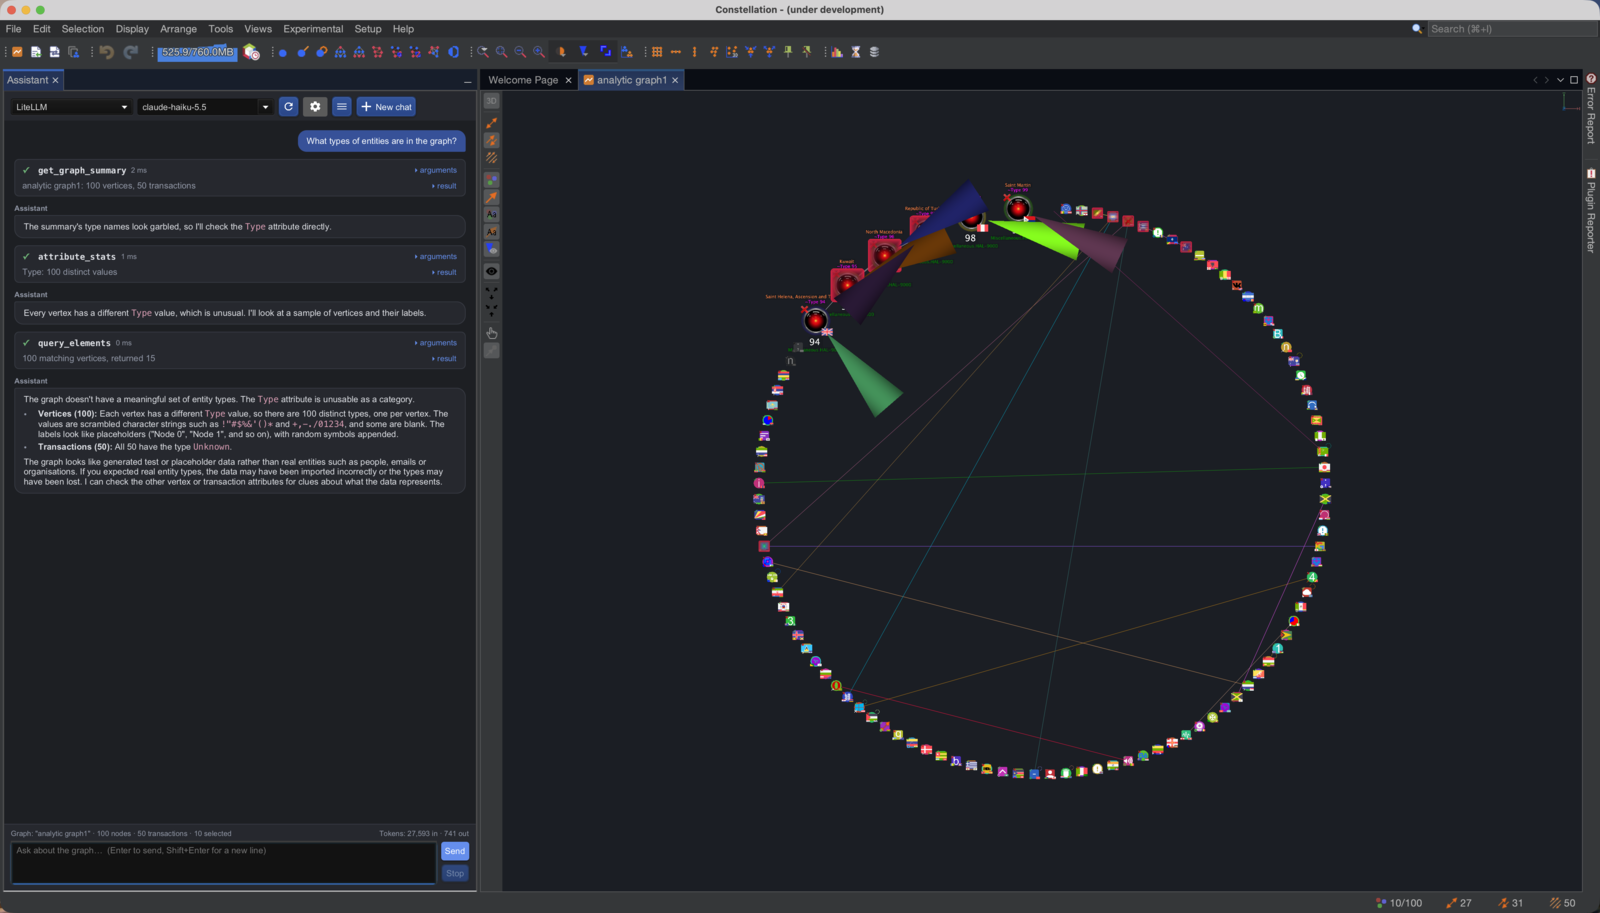 Constellation - (under development)
File Edit Selection Display Arrange Tools Views Experimental Setup Help
Search (⌘+I)
525.9/760.0MB
Assistant
LiteLLM
claude-haiku-5.5
New chat
What types of entities are in the graph?
✓ get_graph_summary 2 ms
arguments
analytic graph1: 100 vertices, 50 transactions
result
Assistant
The summary's type names look garbled, so I'll check the Type attribute directly.
✓ attribute_stats 1 ms
arguments
Type: 100 distinct values
result
Assistant
Every vertex has a different Type value, which is unusual. I'll look at a sample of vertices and their labels.
✓ query_elements 0 ms
arguments
100 matching vertices, returned 15
result
Assistant
The graph doesn't have a meaningful set of entity types. The Type attribute is unusable as a category.
• Vertices (100): Each vertex has a different Type value, so there are 100 distinct types, one per vertex. The
values are scrambled character strings such as !"#$%&'()* and +,-./01234, and some are blank. The
labels look like placeholders ("Node 0", "Node 1", and so on), with random symbols appended.
• Transactions (50): All 50 have the type Unknown.
The graph looks like generated test or placeholder data rather than real entities such as people, emails or
organisations. If you expected real entity types, the data may have been imported incorrectly or the types may
have been lost. I can check the other vertex or transaction attributes for clues about what the data represents.
Graph: "analytic graph1" · 100 nodes · 50 transactions · 10 selected
Tokens: 27,593 in · 741 out
Ask about the graph... (Enter to send, Shift+Enter for a new line)
Send
Stop
Welcome Page
analytic graph1
3D
Aa
Saint Martin
North Macedonia
Kuwait
98
94
Error Report
Plugin Reporter
10/100
27
31
50